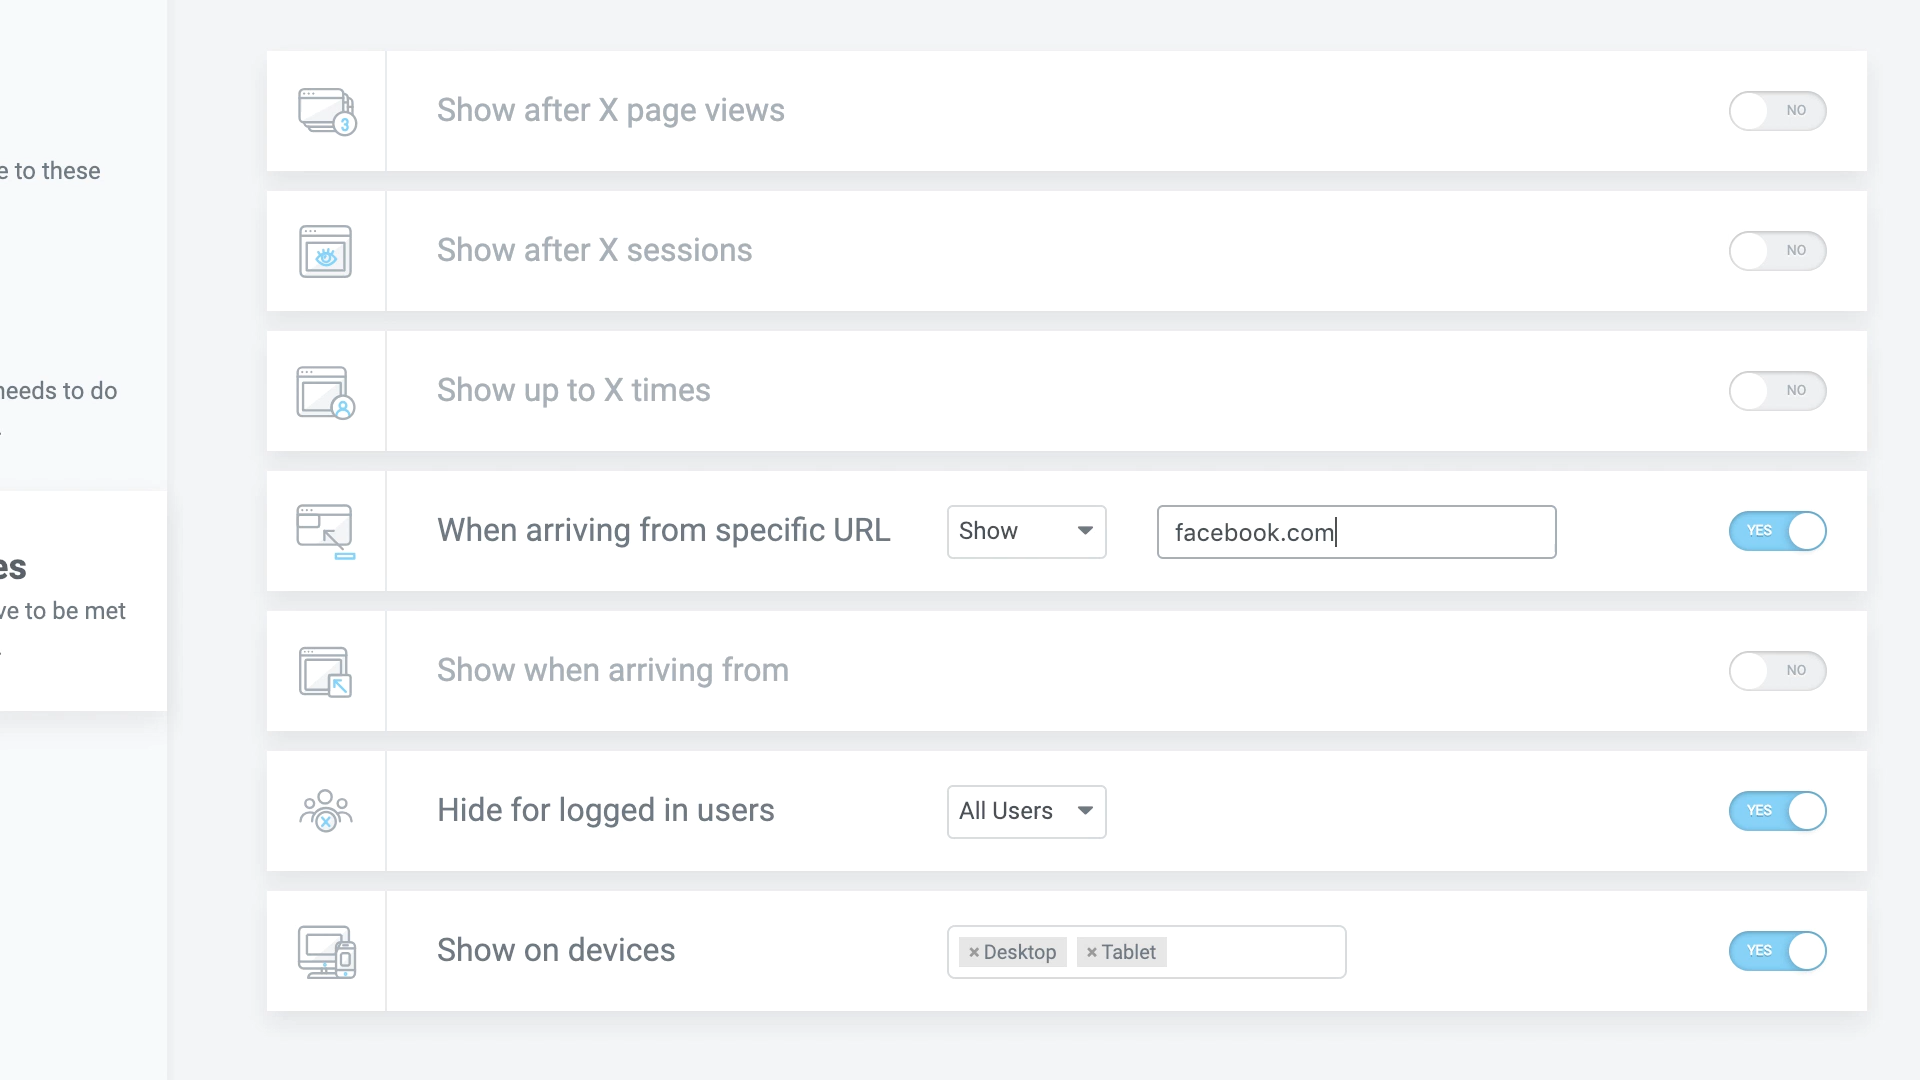 e to these
needs to do
.
es
ve to be met
.
3
Show after X page views
NO
Show after X sessions
NO
Show up to X times
NO
When arriving from specific URL Show facebook.com YES
Show when arriving from
NO
Hide for logged in users All Users YES
Show on devices × Desktop × Tablet YES